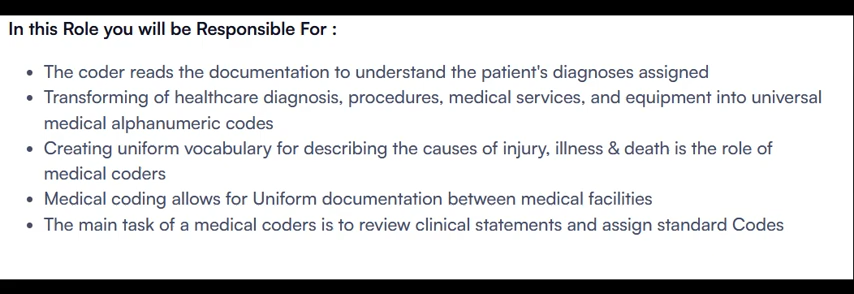 In this Role you will be Responsible For :
• The coder reads the documentation to understand the patient's diagnoses assigned
• Transforming of healthcare diagnosis, procedures, medical services, and equipment into universal
medical alphanumeric codes
• Creating uniform vocabulary for describing the causes of injury, illness & death is the role of
medical coders
• Medical coding allows for Uniform documentation between medical facilities
• The main task of a medical coders is to review clinical statements and assign standard Codes